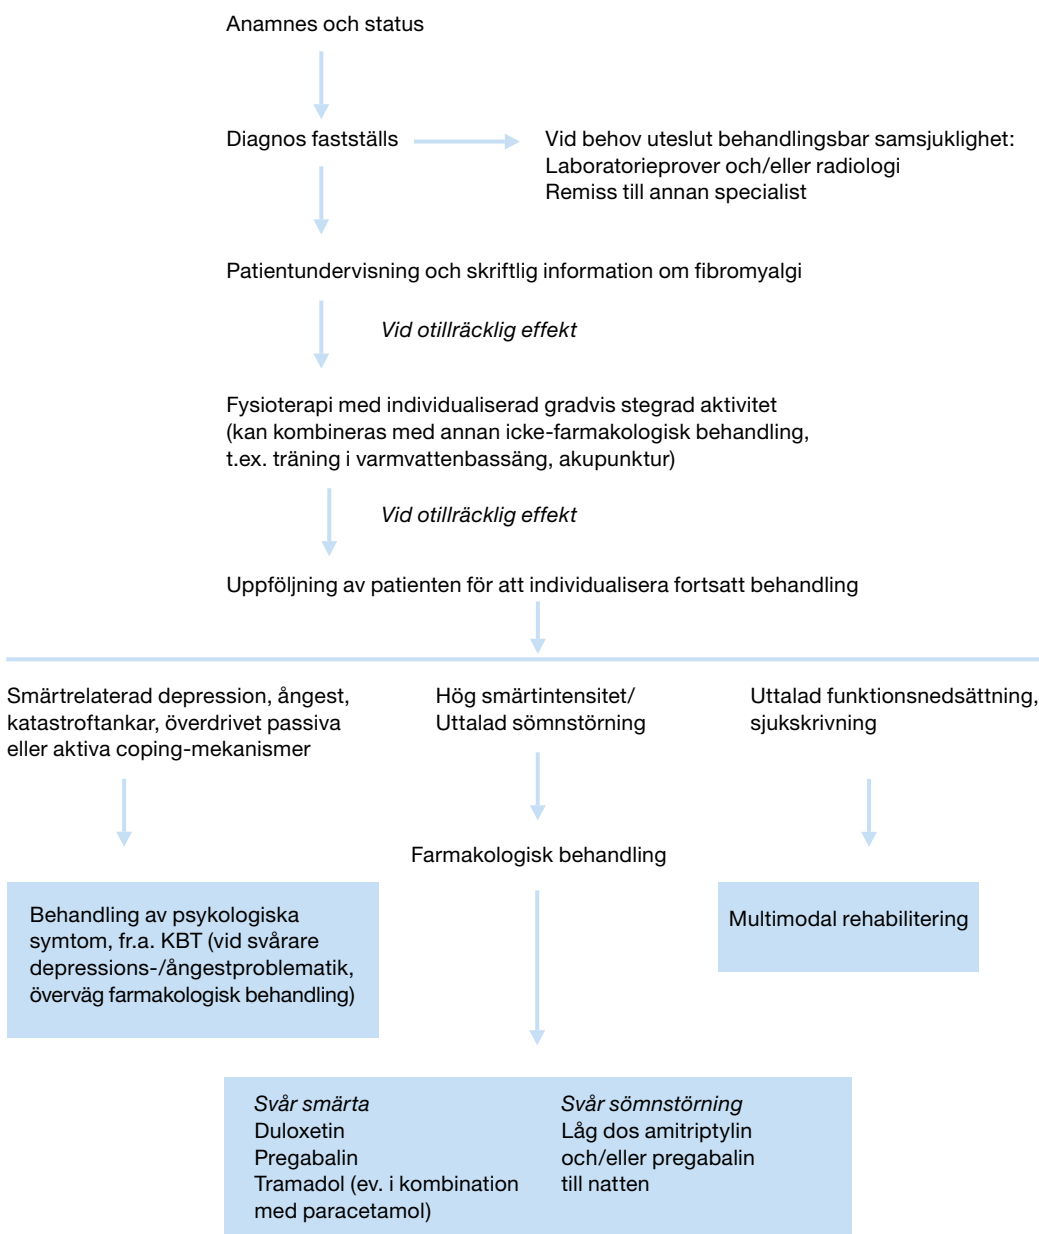 Anamnes och status
Diagnos fastställs
Vid behov uteslut behandlingsbar samsjuklighet:
Laboratorieprover och/eller radiologi
Remiss till annan specialist
Patientundervisning och skriftlig information om fibromyalgi
Vid otillräcklig effekt
Fysioterapi med individualiserad gradvis stegrad aktivitet
(kan kombineras med annan icke-farmakologisk behandling,
t.ex. träning i varmvattenbassäng, akupunktur)
Vid otillräcklig effekt
Uppföljning av patienten för att individualisera fortsatt behandling
Smärtrelaterad depression, ångest,
katastroftankar, överdrivet passiva
eller aktiva coping-mekanismer
Hög smärtintensitet/
Uttalad sömnstörning
Uttalad funktionsnedsättning,
sjukskrivning
Farmakologisk behandling
Behandling av psykologiska
symtom, fr.a. KBT (vid svårare
depressions-/ångestproblematik,
överväg farmakologisk behandling)
Multimodal rehabilitering
Svår smärta
Duloxetin
Pregabalin
Tramadol (ev. i kombination
med paracetamol)
Svår sömnstörning
Låg dos amitriptylin
och/eller pregabalin
till natten